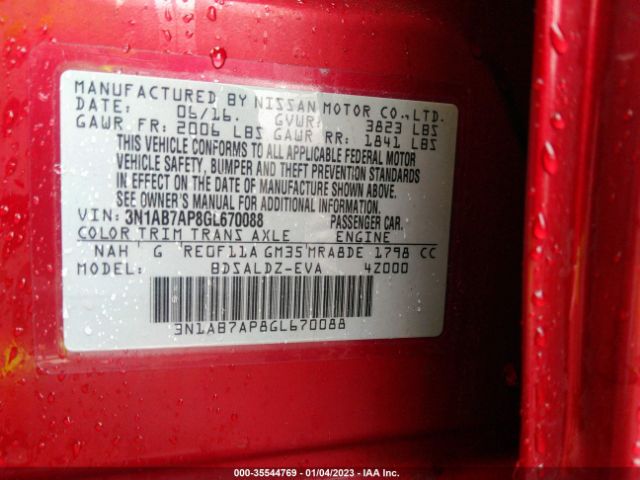 MANUFACTURED BY NISSAN MOTOR CO.,LTD.
DATE: 06/16. GVWR: 3823 LBS
GAWR FR: 2006 LBS GAWR RR: 1841 LBS
THIS VEHICLE CONFORMS TO ALL APPLICABLE FEDERAL MOTOR
VEHICLE SAFETY, BUMPER AND THEFT PREVENTION STANDARDS
IN EFFECT ON THE DATE OF MANUFACTURE SHOWN ABOVE.
SEE OWNER'S MANUAL FOR ADDITIONAL INFORMATION.
VIN: 3N1AB7AP8GL670088 PASSENGER CAR.
COLOR TRIM TRANS AXLE ENGINE
NAH G RE0F11A GM35 MRA8DE 1798 CC
MODEL: BDSALDZ-EVA 4Z000
3N1AB7AP8GL670088
000-35544769 - 01/04/2023 - IAA Inc.